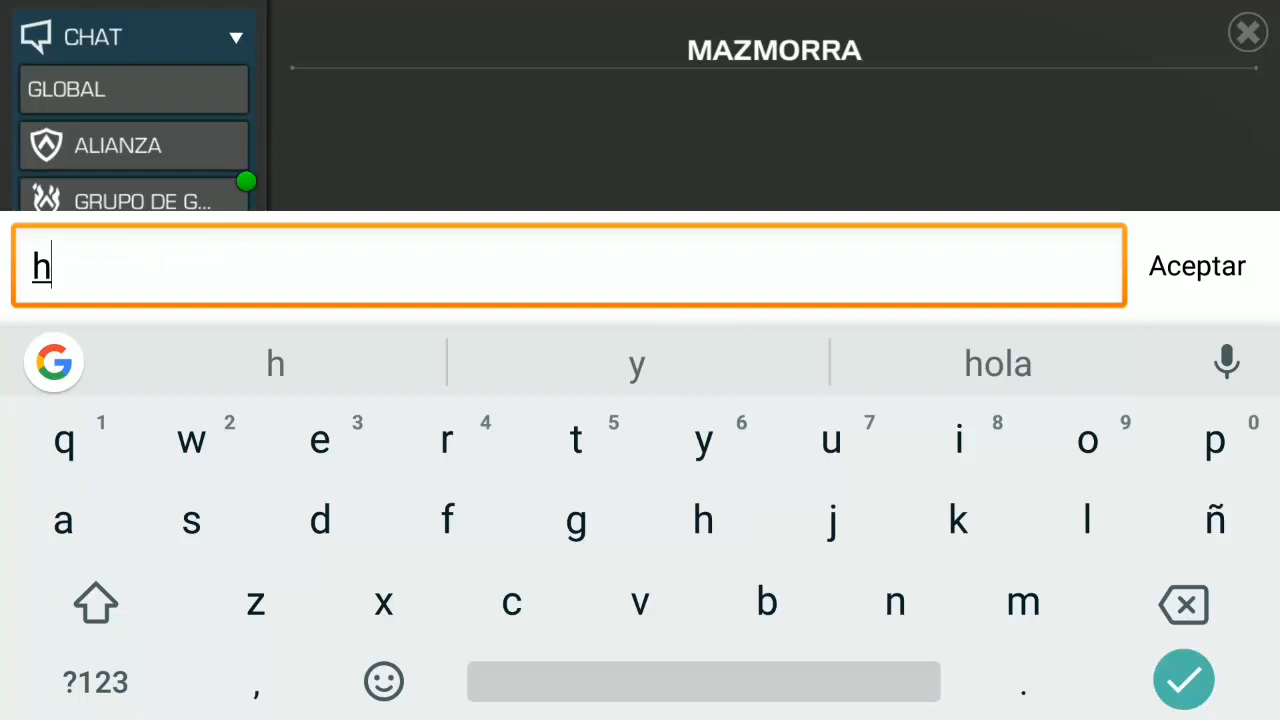 CHAT
MAZMORRA
GLOBAL
ALIANZA
GRUPO DE G...
h
Aceptar
h y hola
q 1 w 2 e 3 r 4 t 5 y 6 u 7 i 8 o 9 p 0
a s d f g h j k l ñ
z x c v b n m
?123 , .